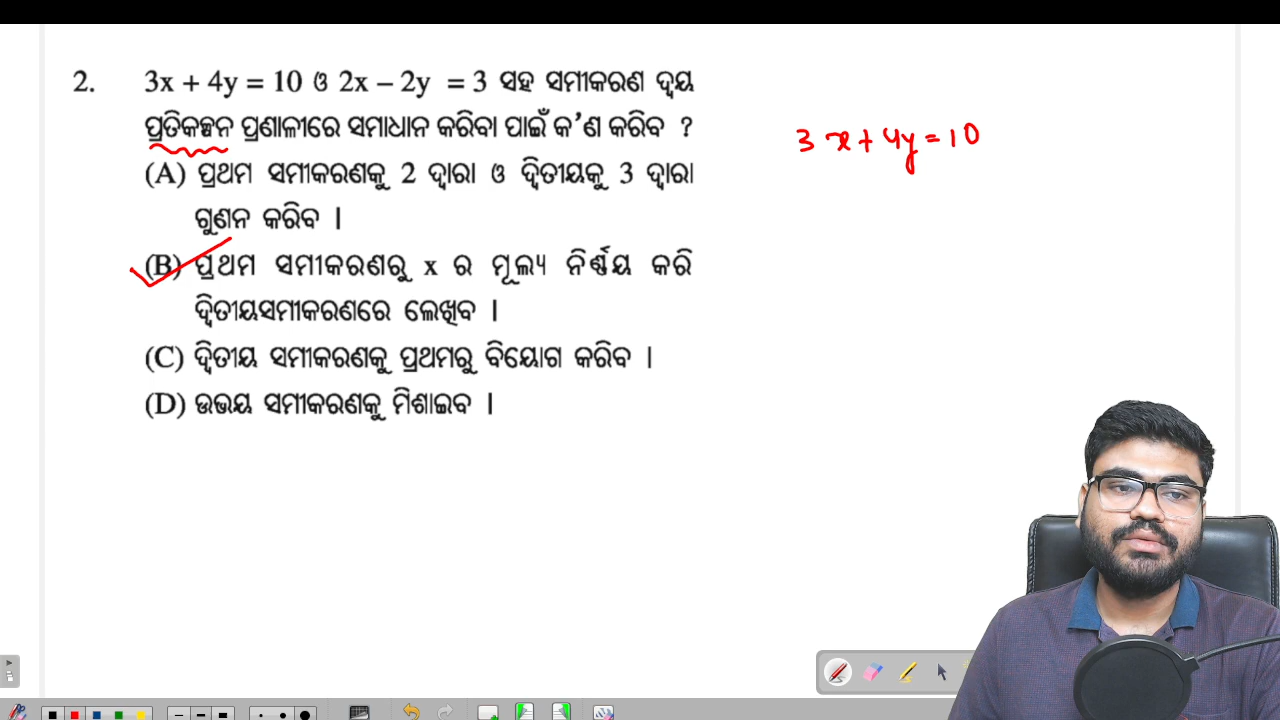 2. 3x + 4y = 10 ଓ 2x – 2y = 3 ସହ ସମୀକରଣ ଦ୍ଵୟ
ପ୍ରତିକଳ୍ପନ ପ୍ରଣାଳୀରେ ସମାଧାନ କରିବା ପାଇଁ କ’ଣ କରିବ ?
3x + 4y = 10
(A) ପ୍ରଥମ ସମୀକରଣକୁ 2 ଦ୍ଵାରା ଓ ଦ୍ଵିତୀୟକୁ 3 ଦ୍ଵାରା
ଗୁଣନ କରିବ |
(B) ପ୍ରଥମ ସମୀକରଣରୁ x ର ମୂଲ୍ୟ ନିର୍ଣ୍ଣୟ କରି
ଦ୍ଵିତୀୟସମୀକରଣରେ ଲେଖିବ |
(C) ଦ୍ଵିତୀୟ ସମୀକରଣକୁ ପ୍ରଥମରୁ ବିୟୋଗ କରିବ |
(D) ଉଭୟ ସମୀକରଣକୁ ମିଶାଇବ |